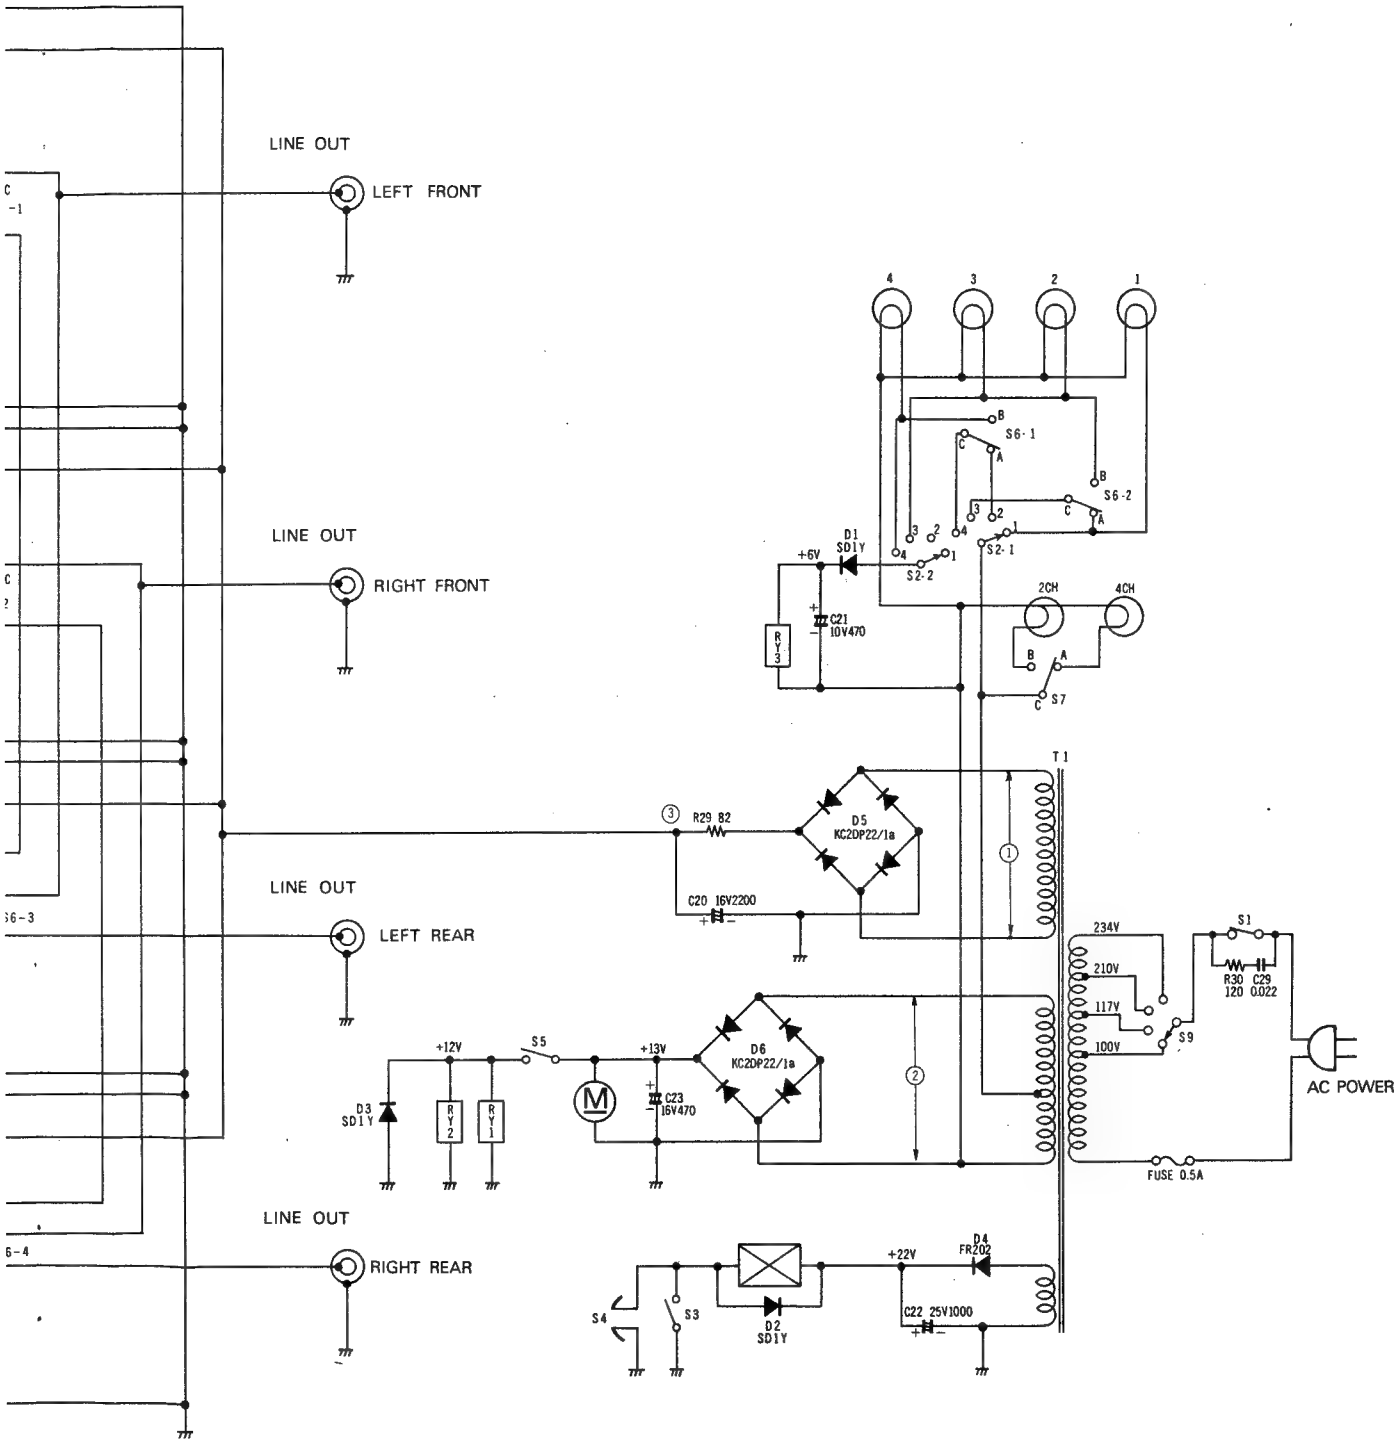 LINE OUT
LEFT FRONT
C
-1
4
3
2
1
B
S6-1
C
A
B
S6-2
C
A
3
2
4
3
2
1
4
1
S2-1
S2-2
LINE OUT
RIGHT FRONT
C
2
D1
SD1Y
+6V
+
C21
-
10V470
RY3
2CH
4CH
B
A
C
S7
T1
3
R29 82
D5
KC2DP22/1a
1
C20 16V2200
+
-
LINE OUT
LEFT REAR
S6-3
234V
210V
117V
100V
S9
S1
R30
C29
120
0.022
AC POWER
FUSE 0.5A
+12V
S5
+13V
D6
KC2DP22/1a
2
D3
SD1Y
RY2
RY1
M
+
C23
-
16V470
LINE OUT
RIGHT REAR
6-4
S4
S3
D2
SD1Y
+22V
D4
FR202
C22 25V1000
+
-